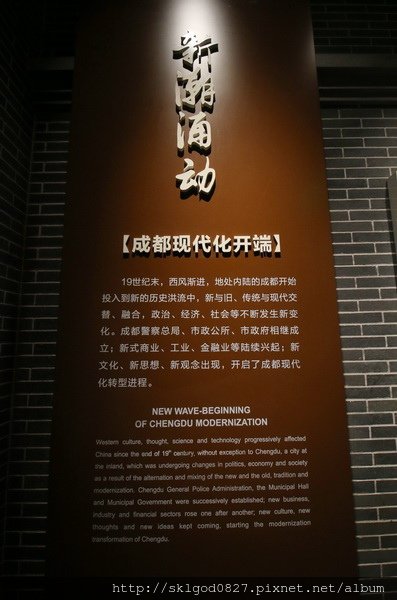 新潮涌动
【成都现代化开端】
19世纪末，西风渐进，地处内陆的成都开始
投入到新的历史洪流中，新与旧、传统与现代交
替、融合，政治、经济、社会等不断发生新变
化。成都警察总局、市政公所、市政府相继成
立；新式商业、工业、金融业等陆续兴起；新
文化、新思想、新观念出现，开启了成都现代
化转型进程。
NEW WAVE-BEGINNING
OF CHENGDU MODERNIZATION
Western culture, thought, science and technology progressively affected
China since the end of 19th century, without exception to Chengdu, a city at
the inland, which was undergoing changes in politics, economy and society
as a result of the alternation and mixing of the new and the old, tradition and
modernization. Chengdu General Police Administration, the Municipal Hall
and Municipal Government were successively established; new business,
industry and financial sectors rose one after another; new culture, new
thoughts and new ideas kept coming, starting the modernization
transformation of Chengdu.
http://sklgod0827.pixnet.net/album